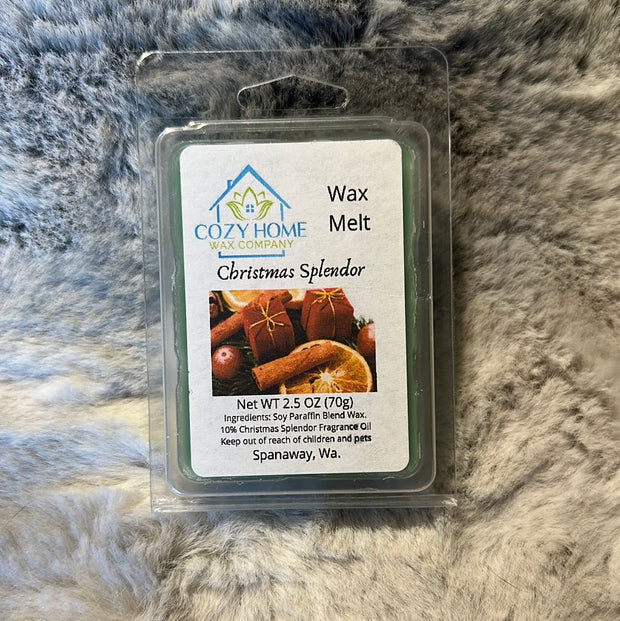 Wax
Melt
COZY HOME
WAX COMPANY
Christmas Splendor
Net WT 2.5 OZ (70g)
Ingredients: Soy Paraffin Blend Wax.
10% Christmas Splendor Fragrance Oil
Keep out of reach of children and pets
Spanaway, Wa.